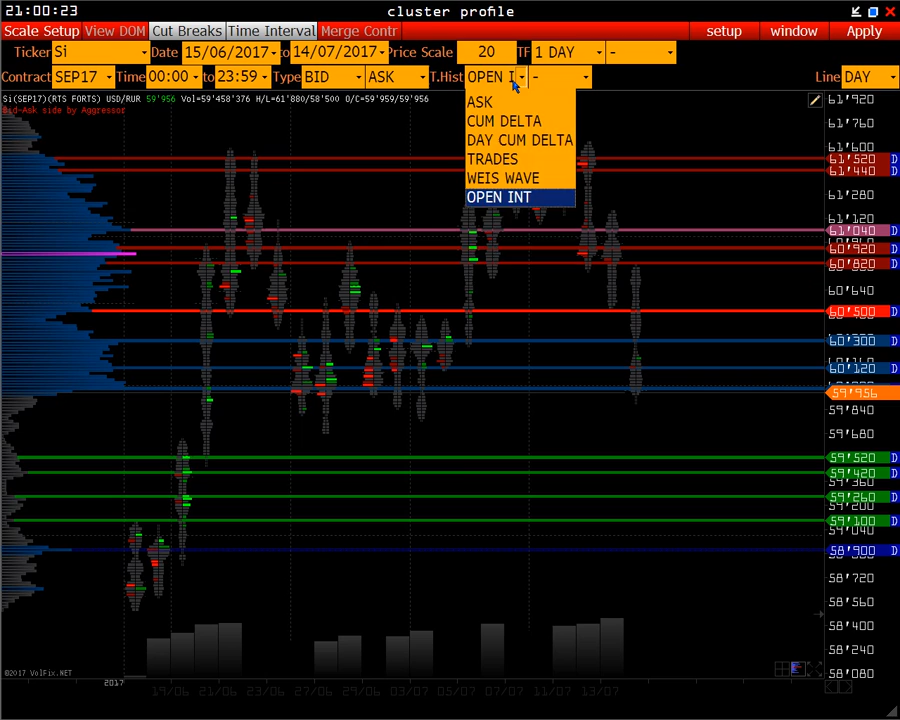 21:00:23 cluster profile
Scale Setup View DOM Cut Breaks Time Interval Merge Contr setup window Apply
Ticker Si Date 15/06/2017 to 14/07/2017 Price Scale 20 TF 1 DAY -
Contract SEP17 Time 00:00 to 23:59 Type BID ASK T.Hist OPEN I - Line DAY
Si(SEP17)(RTS FORTS) USD/RUR 59'956 Vol=59'458'376 H/L=61'880/58'500 O/C=59'959/59'956
Bid-Ask side by Aggressor
ASK
CUM DELTA
DAY CUM DELTA
TRADES
WEIS WAVE
OPEN INT
61'920
61'760
61'600
61'520 D
61'440 D
61'280
61'120
61'040 D
60'920 D
60'820 D
60'640
60'500 D
60'300 D
60'120 D
59'956
59'840
59'680
59'520 D
59'420 D
59'360
59'260 D
59'200
59'100 D
59'040
58'900 D
58'720
58'560
58'400
58'240
58'080
©2017 VolFix.NET
2017
19/06 21/06 23/06 27/06 29/06 03/07 05/07 07/07 11/07 13/07